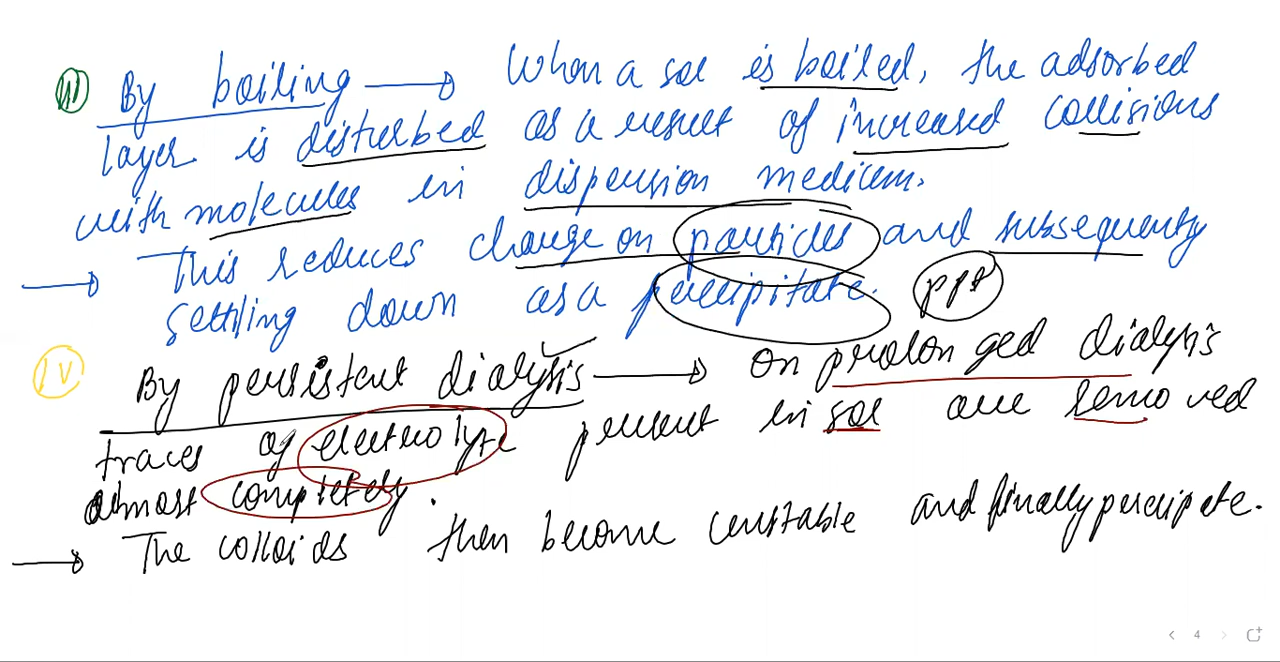 (iii) By boiling → When a sol is boiled, the adsorbed
layer is disturbed as a result of increased collisions
with molecules in dispersion medium.
→ This reduces charge on particles and subsequently
settling down as a precipitate. ppt
(iv) By persistent dialysis → On prolonged dialysis
traces of electrolyte present in sol are removed
almost completely.
→ The colloids then become unstable and finally percipate.
4